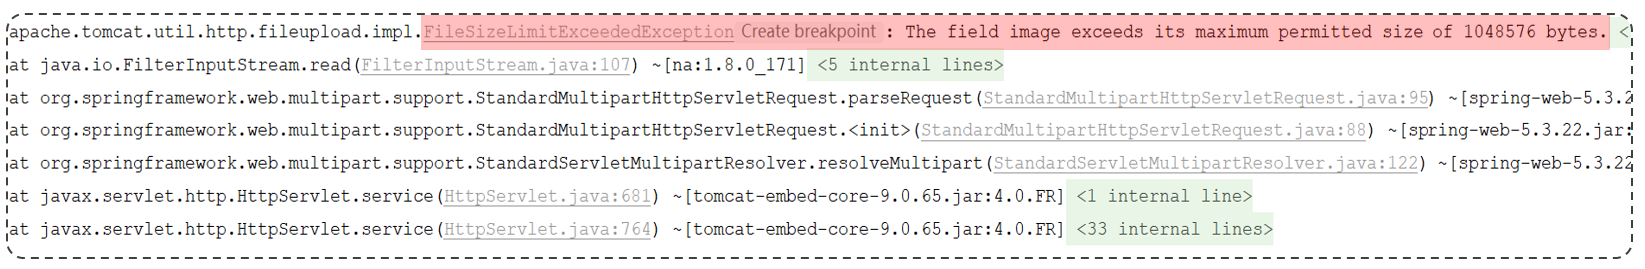 apache.tomcat.util.http.fileupload.impl.FileSizeLimitExceededException Create breakpoint : The field image exceeds its maximum permitted size of 1048576 bytes. <
at java.io.FilterInputStream.read(FilterInputStream.java:107) ~[na:1.8.0_171] <5 internal lines>
at org.springframework.web.multipart.support.StandardMultipartHttpServletRequest.parseRequest(StandardMultipartHttpServletRequest.java:95) ~[spring-web-5.3.2
at org.springframework.web.multipart.support.StandardMultipartHttpServletRequest.<init>(StandardMultipartHttpServletRequest.java:88) ~[spring-web-5.3.22.jar:
at org.springframework.web.multipart.support.StandardServletMultipartResolver.resolveMultipart(StandardServletMultipartResolver.java:122) ~[spring-web-5.3.22
at javax.servlet.http.HttpServlet.service(HttpServlet.java:681) ~[tomcat-embed-core-9.0.65.jar:4.0.FR] <1 internal line>
at javax.servlet.http.HttpServlet.service(HttpServlet.java:764) ~[tomcat-embed-core-9.0.65.jar:4.0.FR] <33 internal lines>